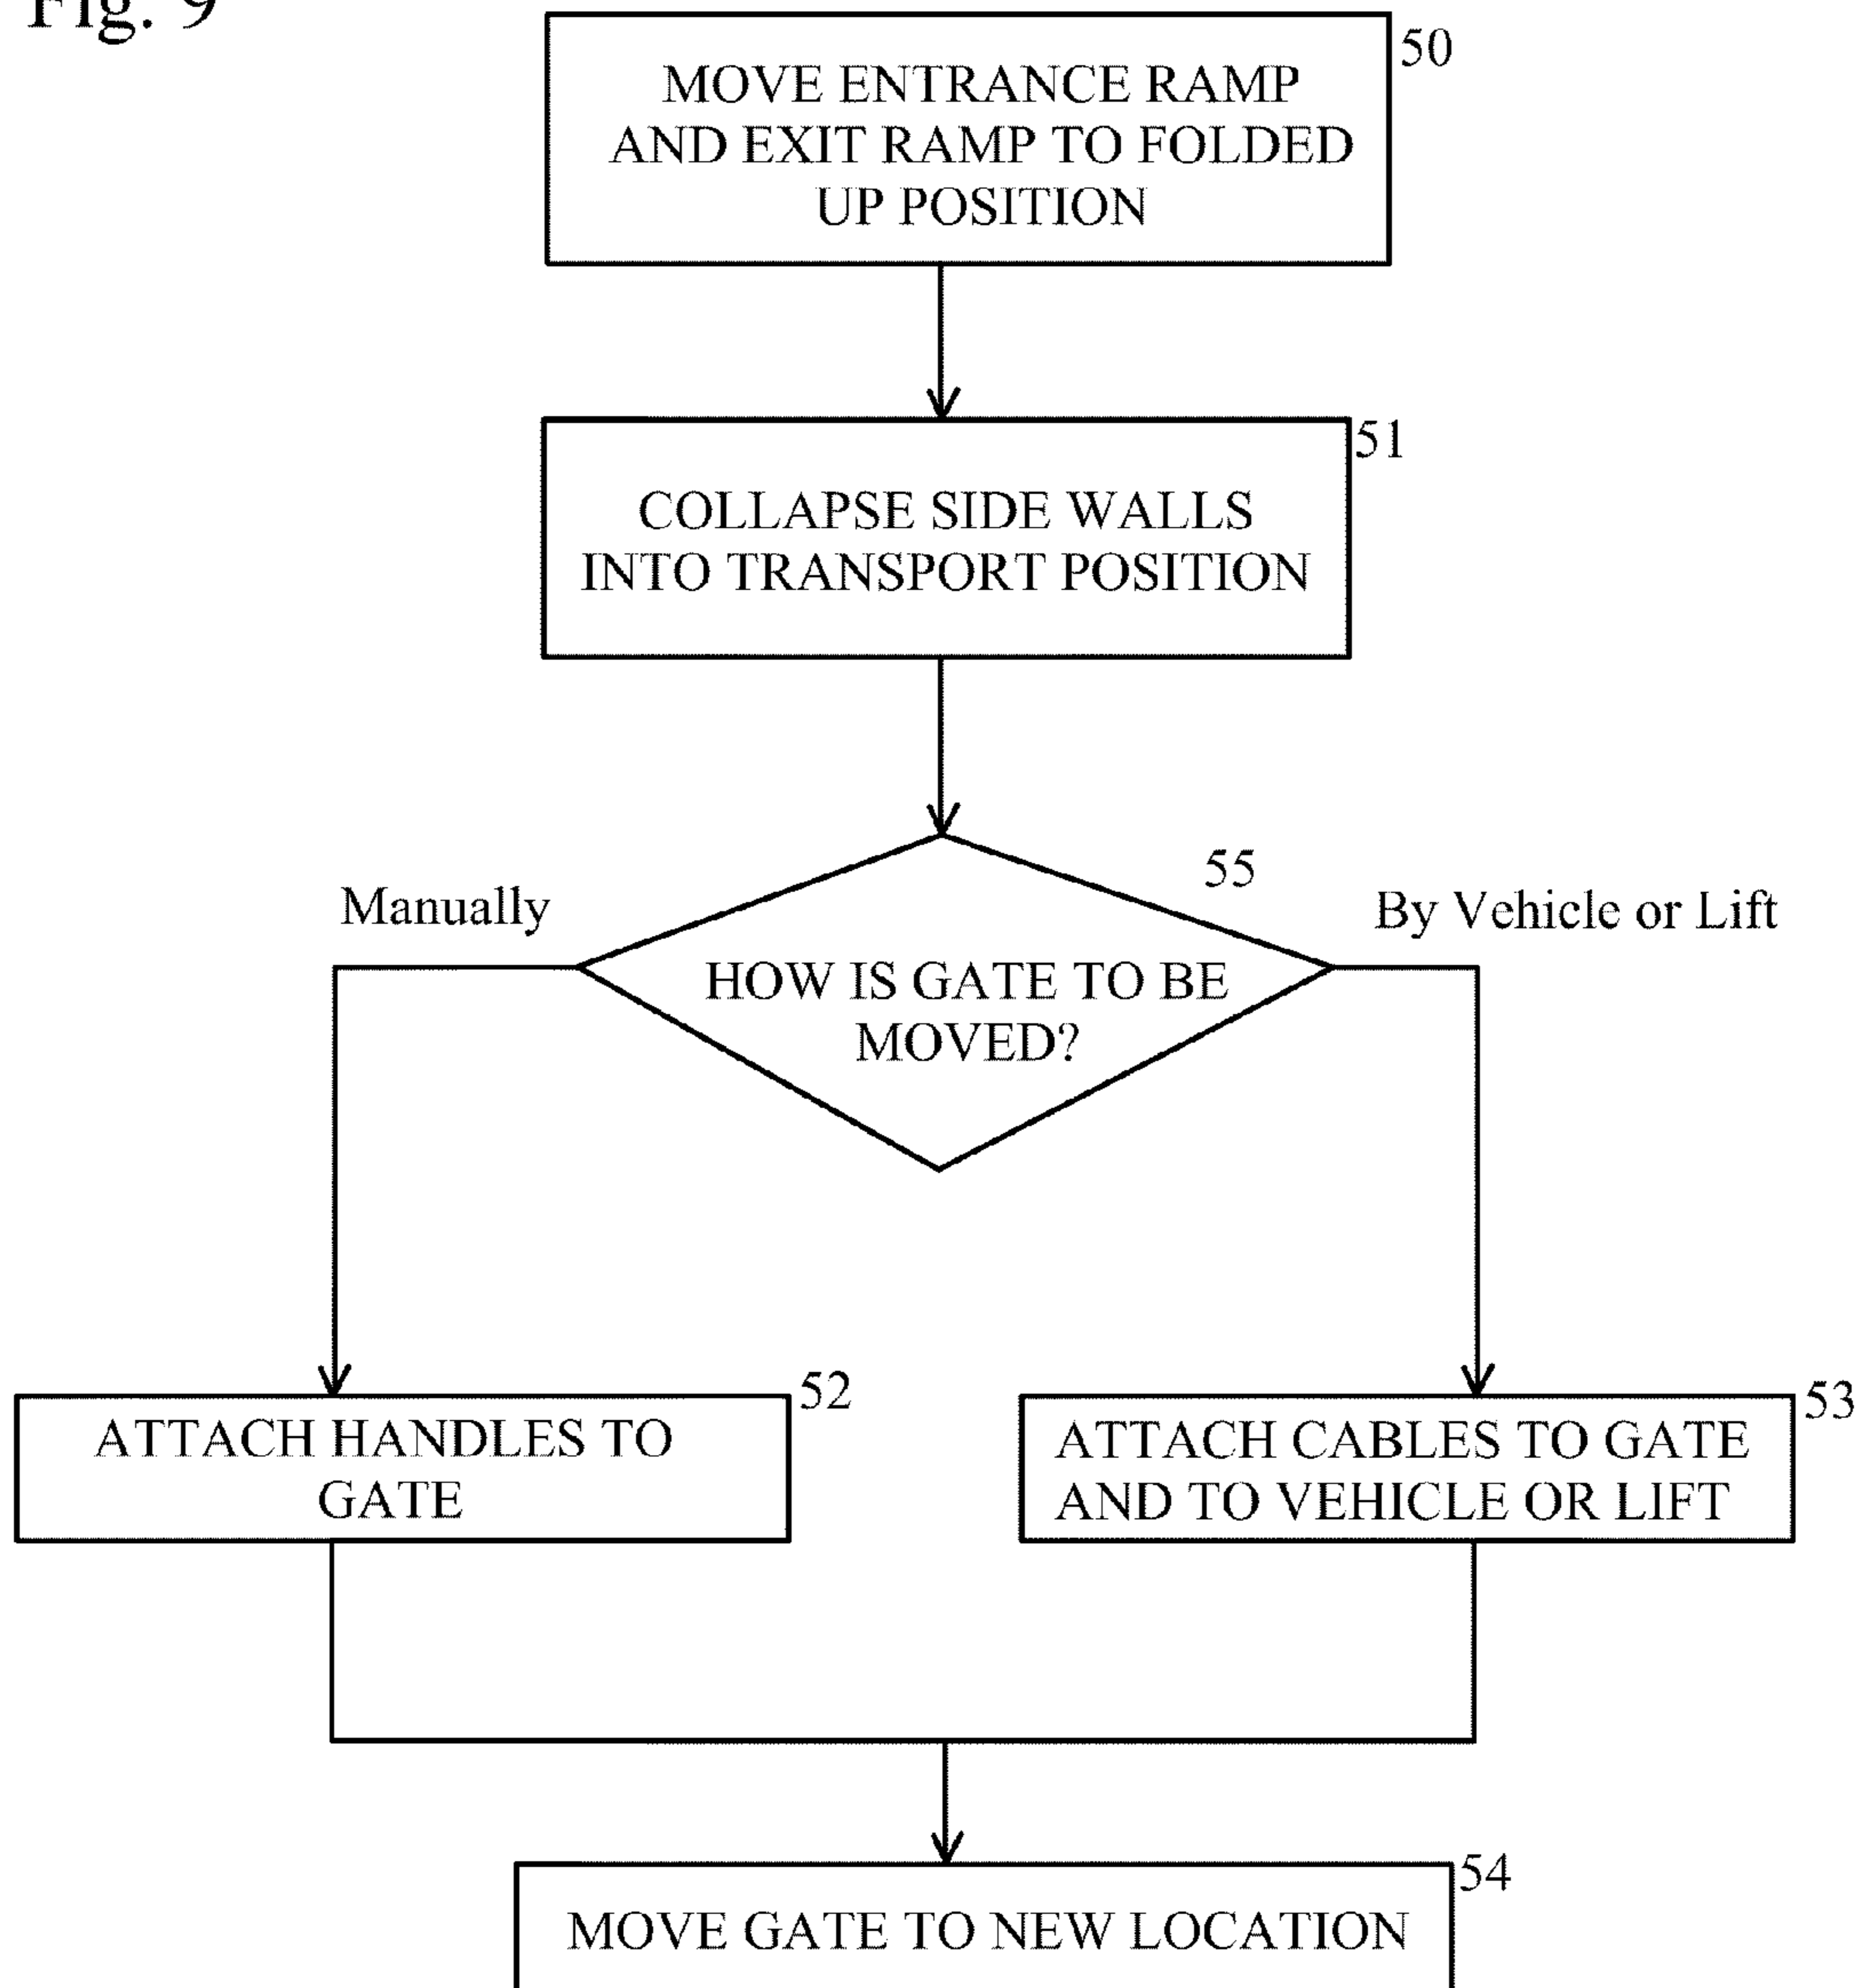 Fig. 9
50
MOVE ENTRANCE RAMP
AND EXIT RAMP TO FOLDED
UP POSITION
51
COLLAPSE SIDE WALLS
INTO TRANSPORT POSITION
55
Manually
By Vehicle or Lift
HOW IS GATE TO BE
MOVED?
52
ATTACH HANDLES TO
GATE
53
ATTACH CABLES TO GATE
AND TO VEHICLE OR LIFT
54
MOVE GATE TO NEW LOCATION